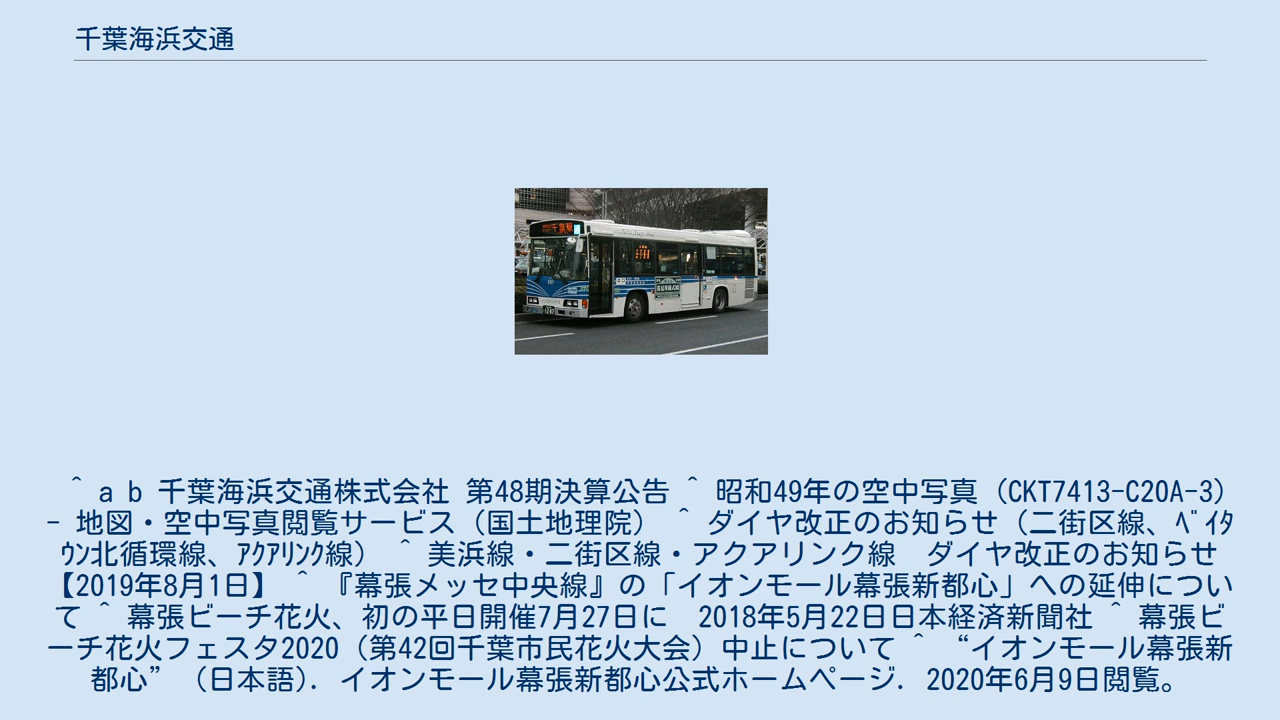 千葉海浜交通
千葉駅
^ a b 千葉海浜交通株式会社 第48期決算公告 ^ 昭和49年の空中写真（CKT7413-C20A-3）
- 地図・空中写真閲覧サービス（国土地理院） ^ ダイヤ改正のお知らせ（二街区線、ﾍﾞｲﾀ
ｳﾝ北循環線、ｱｸｱﾘﾝｸ線） ^ 美浜線・二街区線・アクアリンク線　ダイヤ改正のお知らせ
【2019年8月1日】 ^ 『幕張メッセ中央線』の「イオンモール幕張新都心」への延伸につい
て ^ 幕張ビーチ花火、初の平日開催7月27日に　2018年5月22日日本経済新聞社 ^ 幕張ビ
ーチ花火フェスタ2020（第42回千葉市民花火大会）中止について ^ “イオンモール幕張新
都心” （日本語）. イオンモール幕張新都心公式ホームページ. 2020年6月9日閲覧。